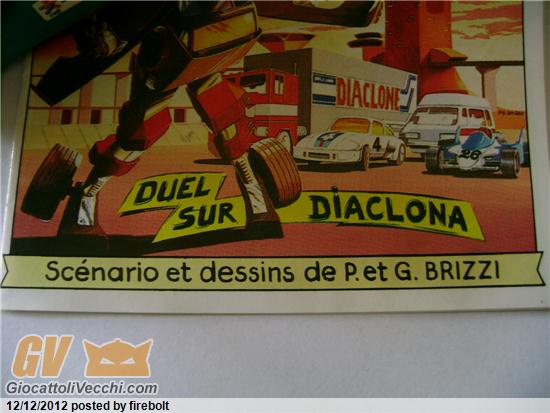 DIACLONE
4
26
DUEL
SUR DIACLONA
Scénario et dessins de P. et G. BRIZZI
GV
GiocattoliVecchi.com
12/12/2012 posted by firebolt